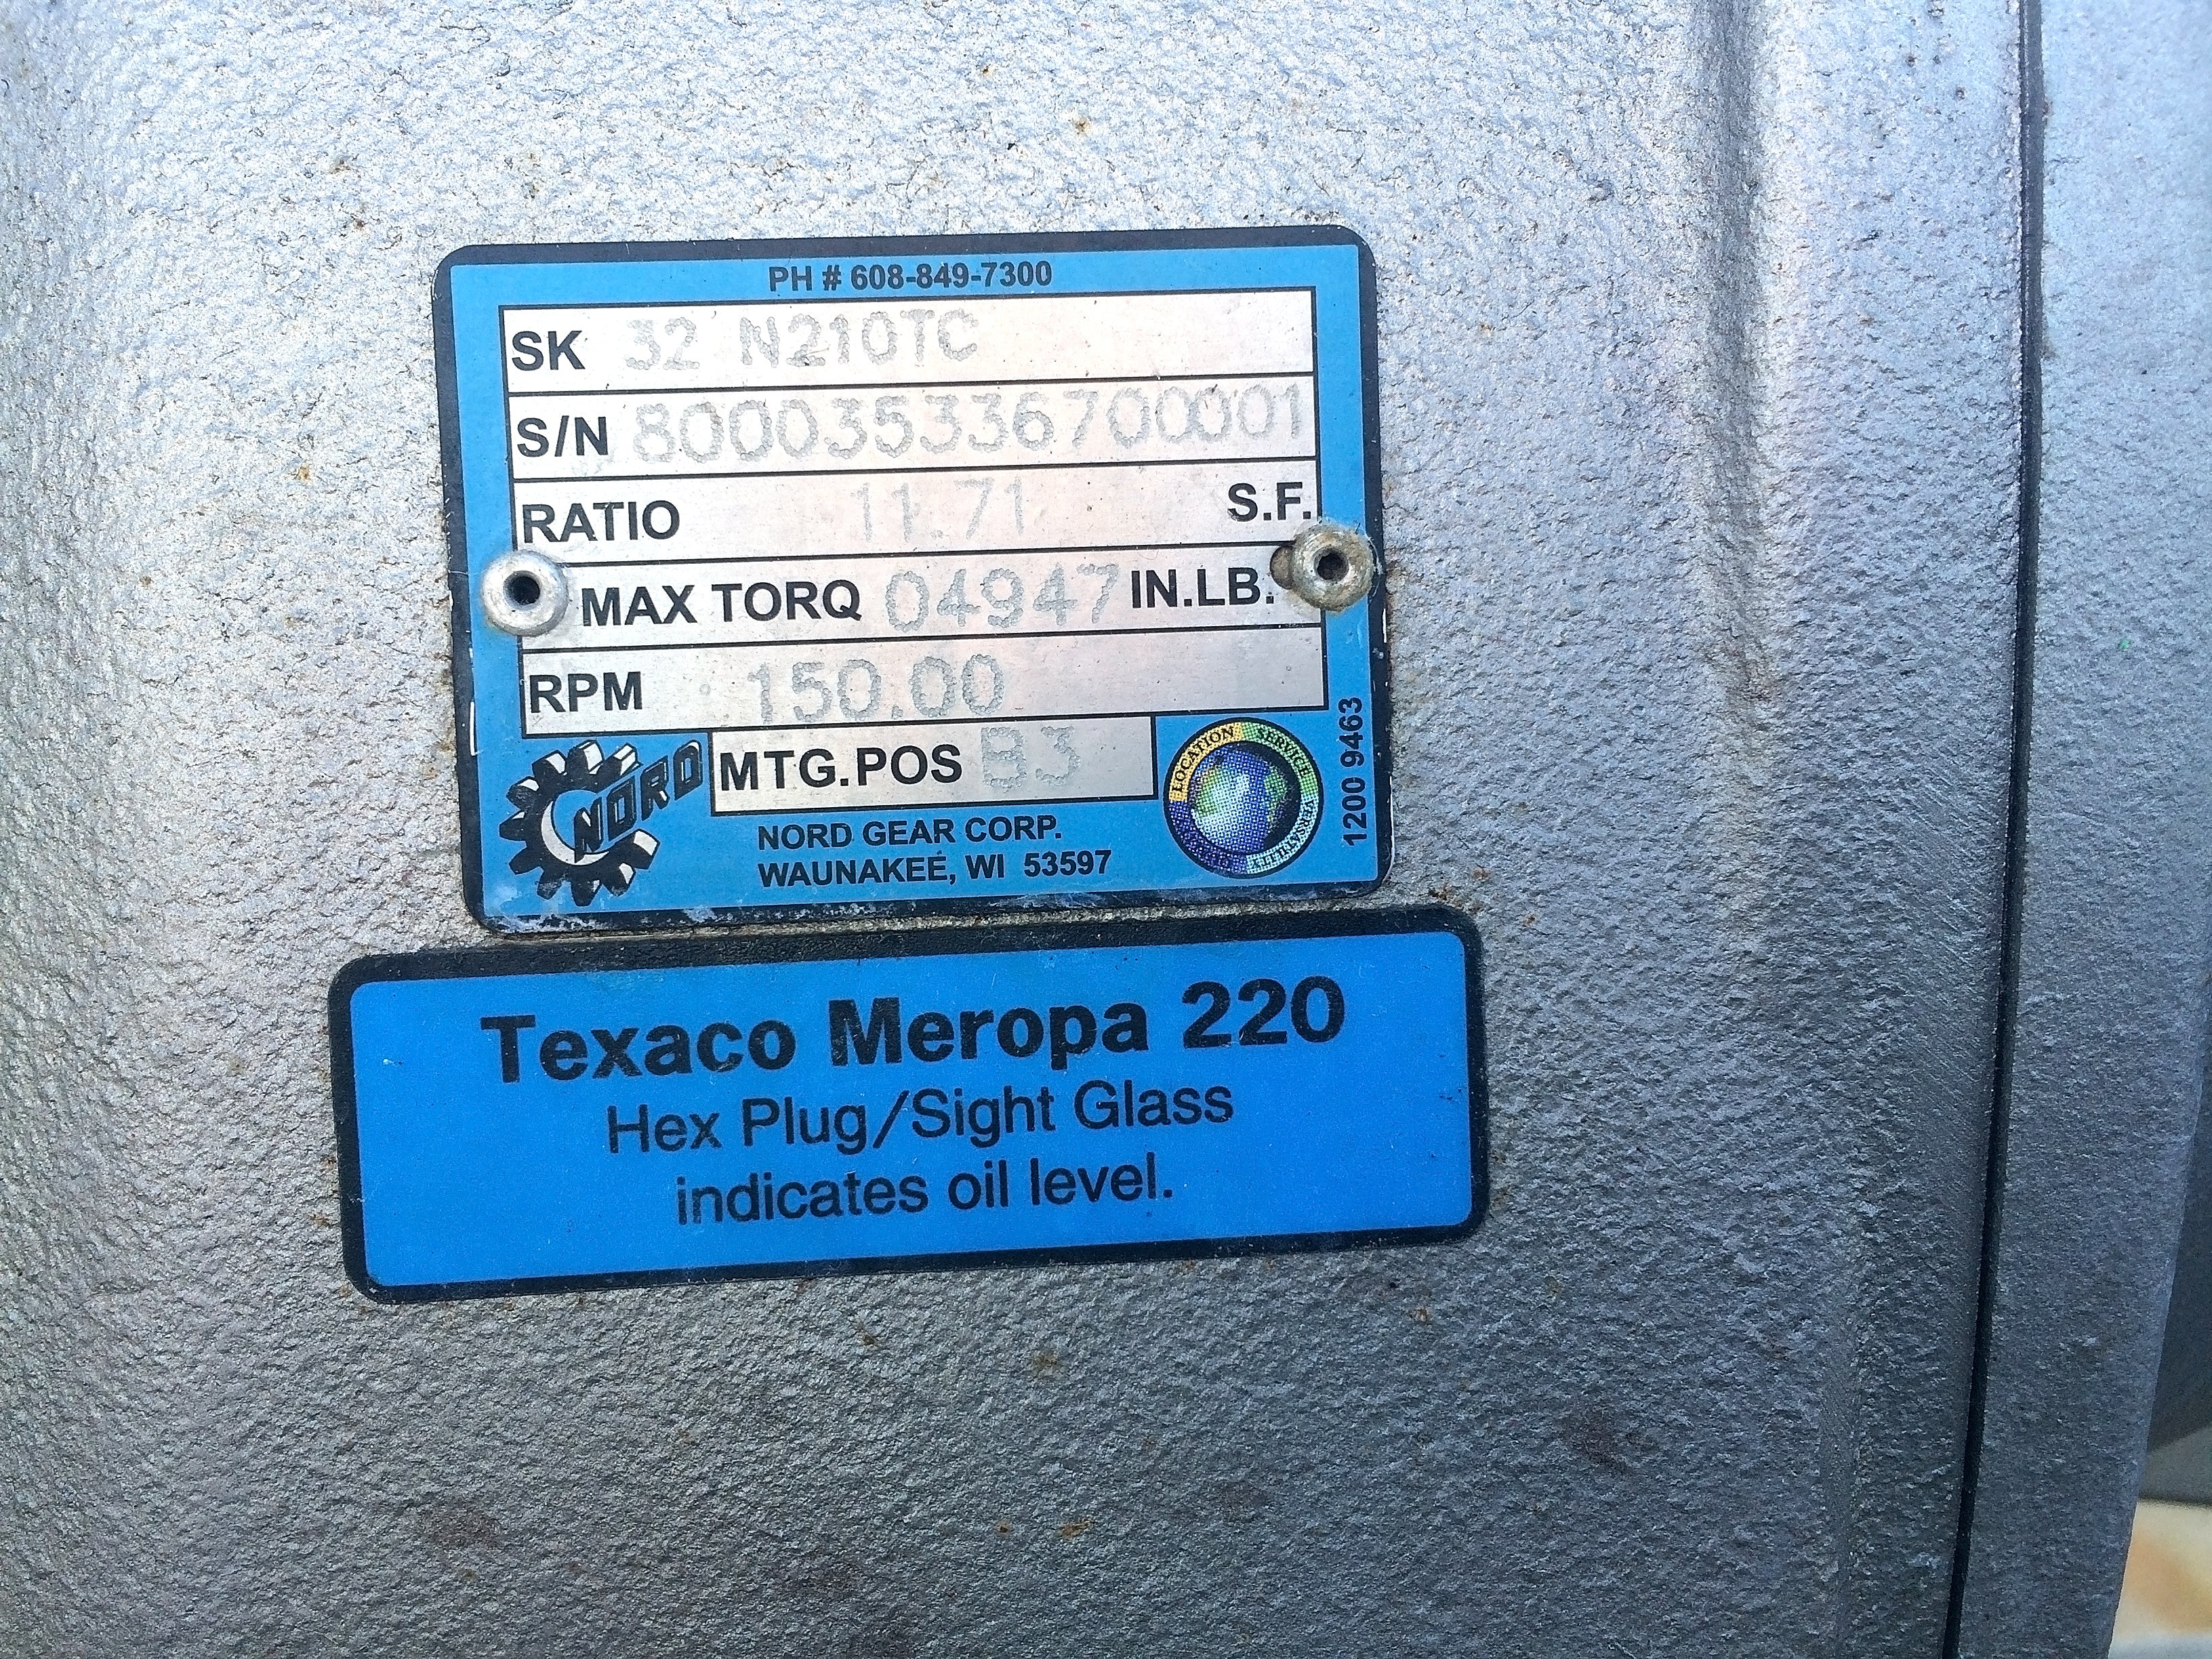 PH # 608-849-7300
SK 32 N210TC
S/N 800035336700001
RATIO 11.71 S.F.
MAX TORQ 04947 IN.LB.
RPM 150.00
NORD
MTG.POS B3
LOCATION SERVICE
NORD GEAR CORP.
WAUNAKEE, WI 53597
1200 9463
Texaco Meropa 220
Hex Plug/Sight Glass
indicates oil level.